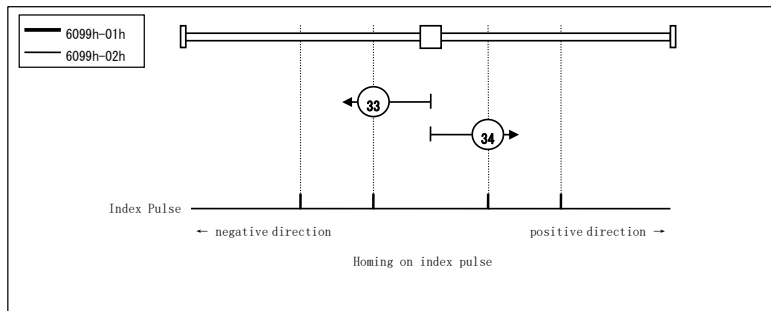 6099h-01h
6099h-02h
33
34
Index Pulse
← negative direction
positive direction →
Homing on index pulse